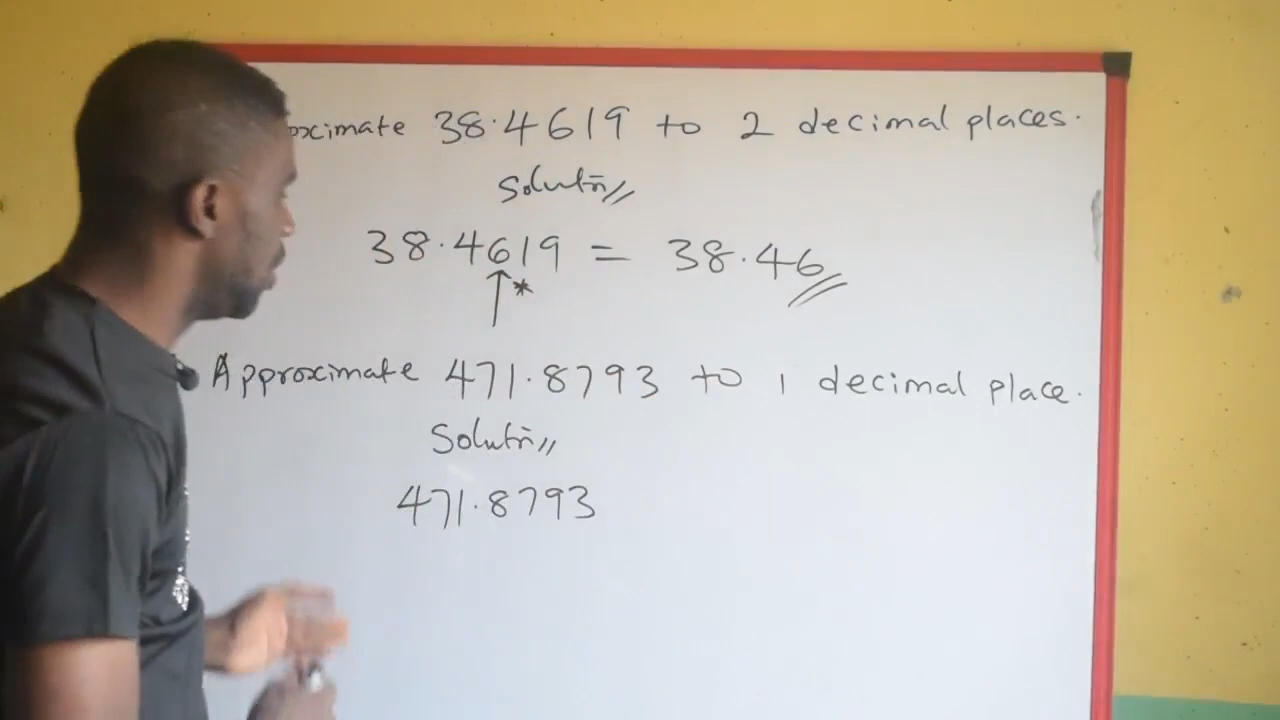 oximate 38.4619 to 2 decimal places.
Solutn//
38.4619 = 38.46//
↑*
Approximate 471.8793 to 1 decimal place.
Solutn//
471.8793